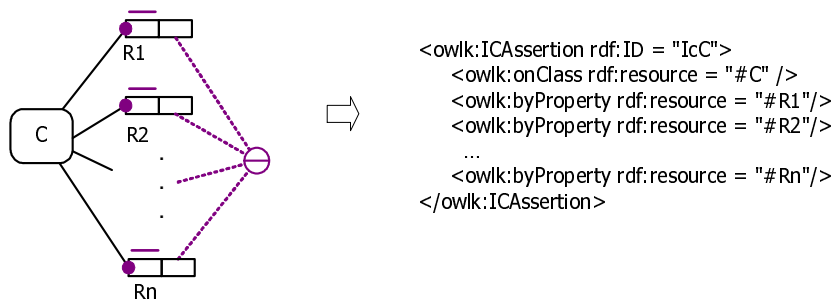 R1
C
R2
.
.
.
Rn
<owlk:ICAssertion rdf:ID = "IcC">
<owlk:onClass rdf:resource = "#C" />
<owlk:byProperty rdf:resource = "#R1"/>
<owlk:byProperty rdf:resource = "#R2"/>
...
<owlk:byProperty rdf:resource = "#Rn"/>
</owlk:ICAssertion>